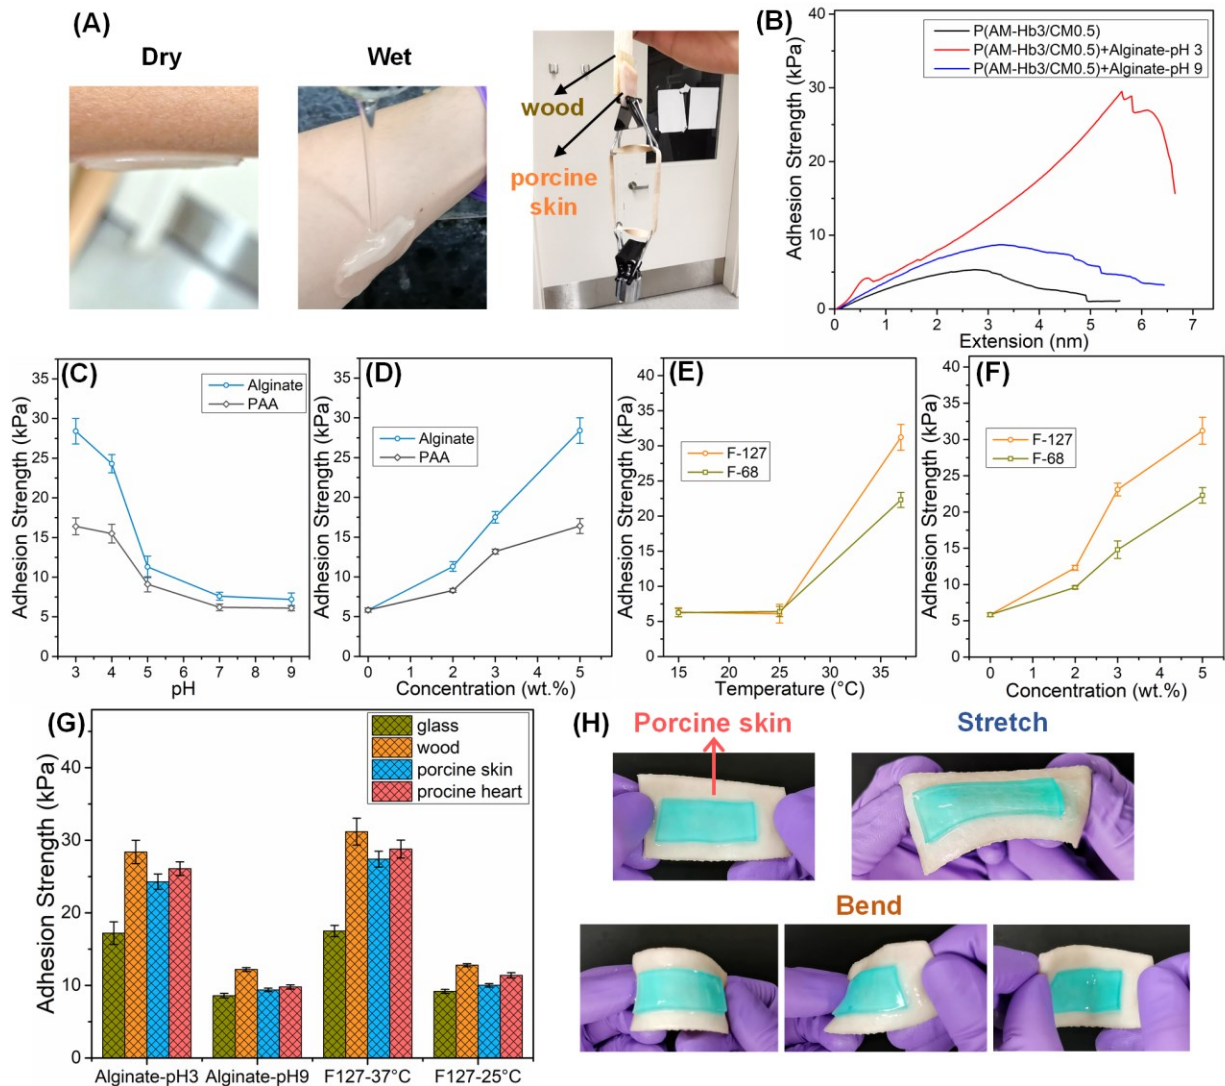 (A)
Dry
Wet
wood
porcine
skin
(B)
P(AM-Hb3/CM0.5)
P(AM-Hb3/CM0.5)+Alginate-pH 3
P(AM-Hb3/CM0.5)+Alginate-pH 9
Adhesion Strength (kPa)
40
30
20
10
0
0 1 2 3 4 5 6 7
Extension (nm)
(C)
Alginate
PAA
Adhesion Strength (kPa)
35
30
25
20
15
10
5
0
3 4 5 6 7 8 9
pH
(D)
Alginate
PAA
Adhesion Strength (kPa)
35
30
25
20
15
10
5
0
0 1 2 3 4 5
Concentration (wt.%)
(E)
F-127
F-68
Adhesion Strength (kPa)
40
35
30
25
20
15
10
5
0
15 20 25 30 35
Temperature (°C)
(F)
F-127
F-68
Adhesion Strength (kPa)
40
35
30
25
20
15
10
5
0
0 1 2 3 4 5
Concentration (wt.%)
(G)
glass
wood
porcine skin
procine heart
Adhesion Strength (kPa)
40
30
20
10
0
Alginate-pH3 Alginate-pH9 F127-37°C F127-25°C
(H)
Porcine skin
Stretch
Bend